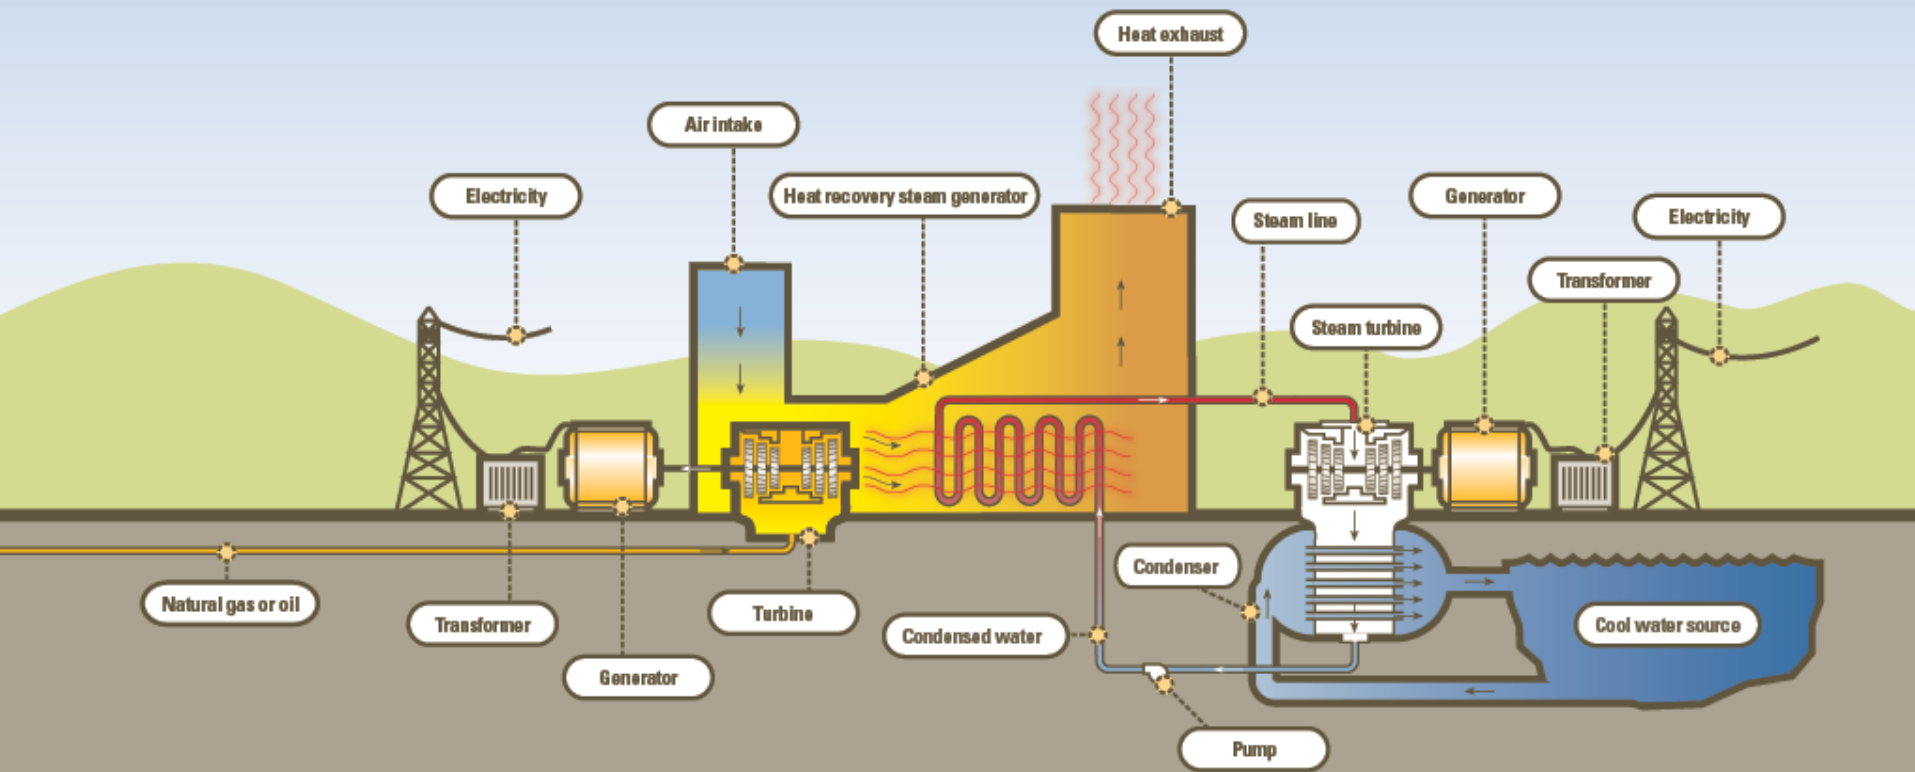 Heat exhaust
Air intake
Electricity
Heat recovery steam generator
Steam line
Generator
Electricity
Transformer
Steam turbine
Natural gas or oil
Transformer
Generator
Turbine
Condensed water
Condenser
Cool water source
Pump